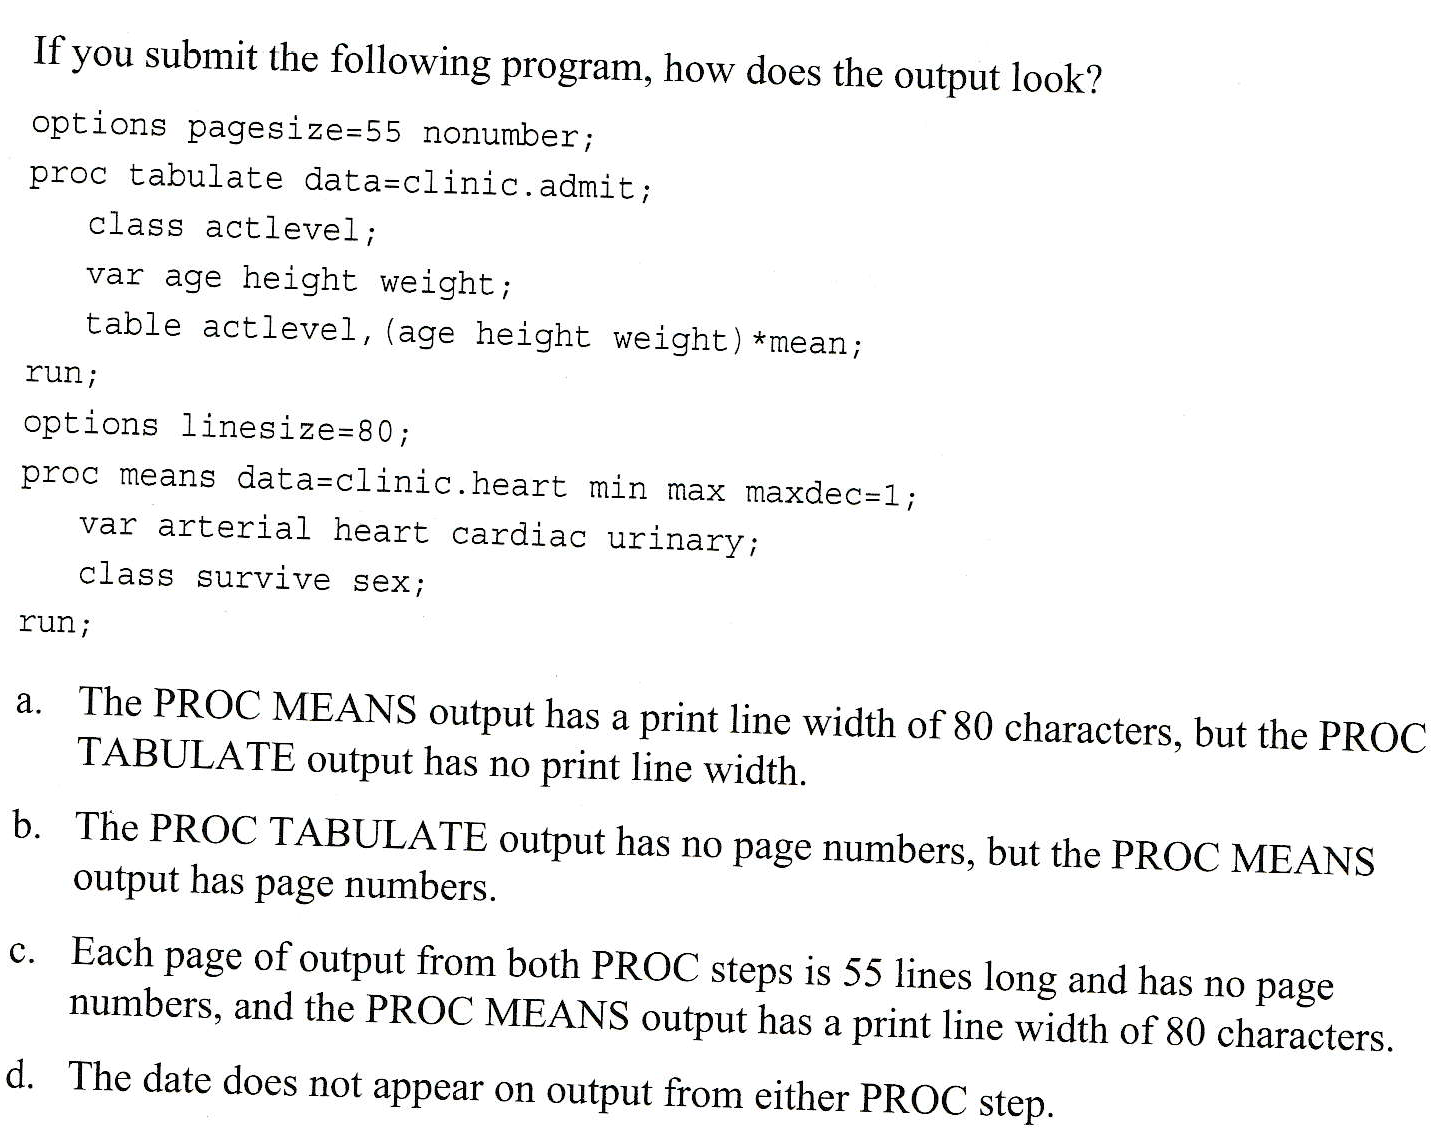 If you submit the following program, how does the output look?
options pagesize=55 nonumber;
proc tabulate data=clinic.admit;
class actlevel;
var age height weight;
table actlevel,(age height weight)*mean;
run;
options linesize=80;
proc means data=clinic.heart min max maxdec=1;
var arterial heart cardiac urinary;
class survive sex;
run;
a. The PROC MEANS output has a print line width of 80 characters, but the PROC
TABULATE output has no print line width.
b. The PROC TABULATE output has no page numbers, but the PROC MEANS
output has page numbers.
c. Each page of output from both PROC steps is 55 lines long and has no page
numbers, and the PROC MEANS output has a print line width of 80 characters.
d. The date does not appear on output from either PROC step.